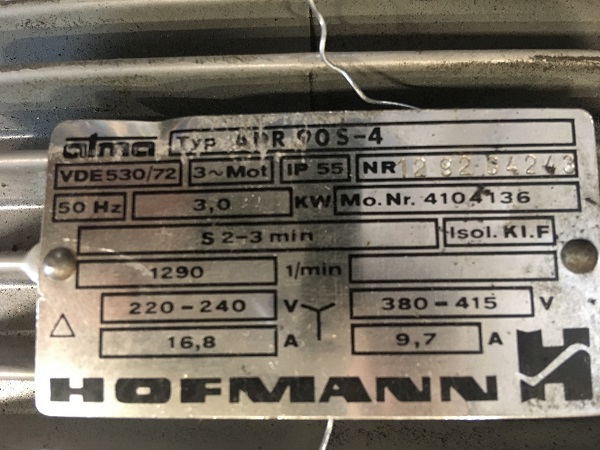 atma Typ ADR 90S-4
VDE530/72 3~Mot IP 55 NR 12 92 54243
50 Hz 3,0 KW Mo.Nr. 4104136
S 2-3 min Isol. Kl.F
1290 1/min
△ 220-240 V Y 380-415 V
16,8 A 9,7 A
HOFMANN